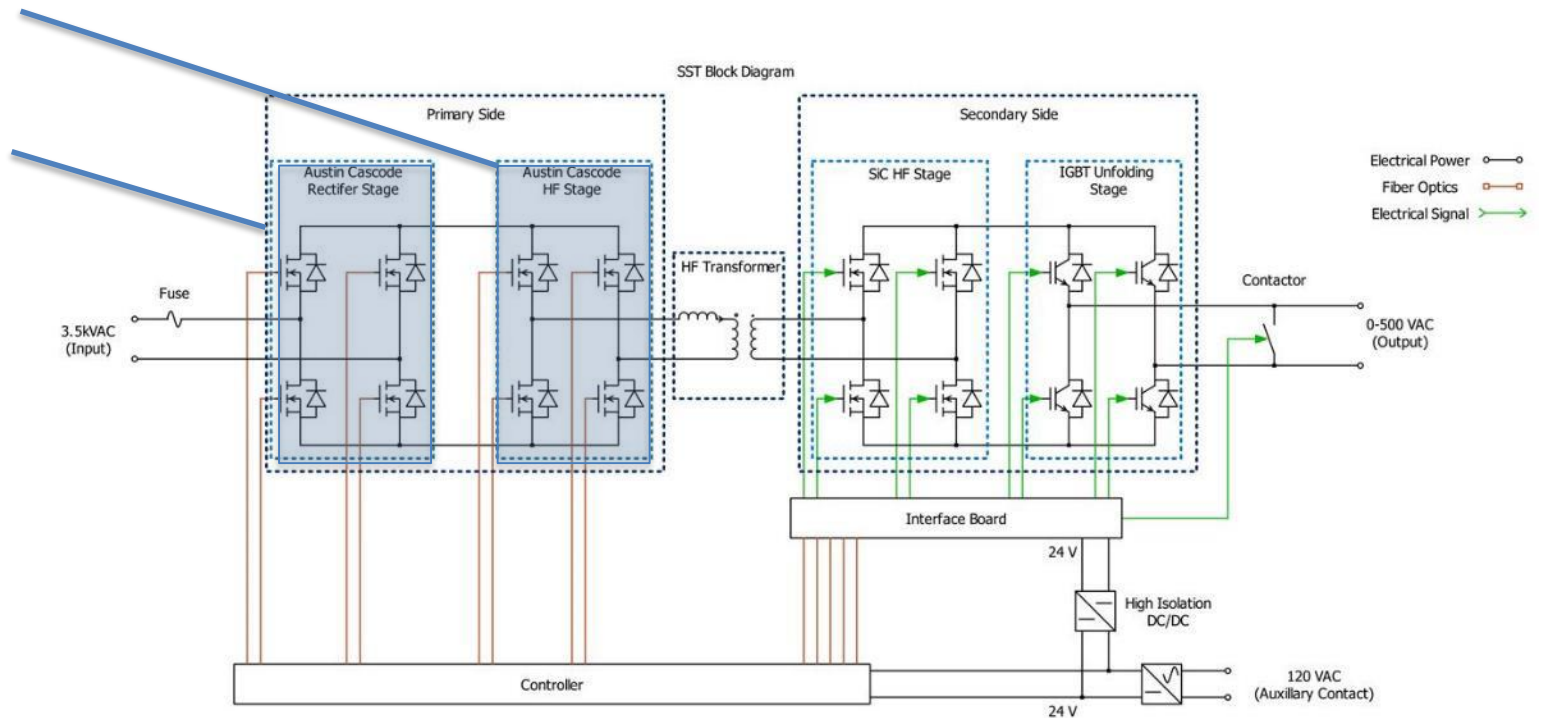 SST Block Diagram
Primary Side
Secondary Side
Austin Cascode
Rectifer Stage
Austin Cascode
HF Stage
SiC HF Stage
IGBT Unfolding
Stage
Electrical Power
Fiber Optics
Electrical Signal
HF Transformer
Fuse
Contactor
3.5kVAC
(Input)
0-500 VAC
(Output)
Interface Board
24 V
High Isolation
DC/DC
Controller
120 VAC
(Auxillary Contact)
24 V